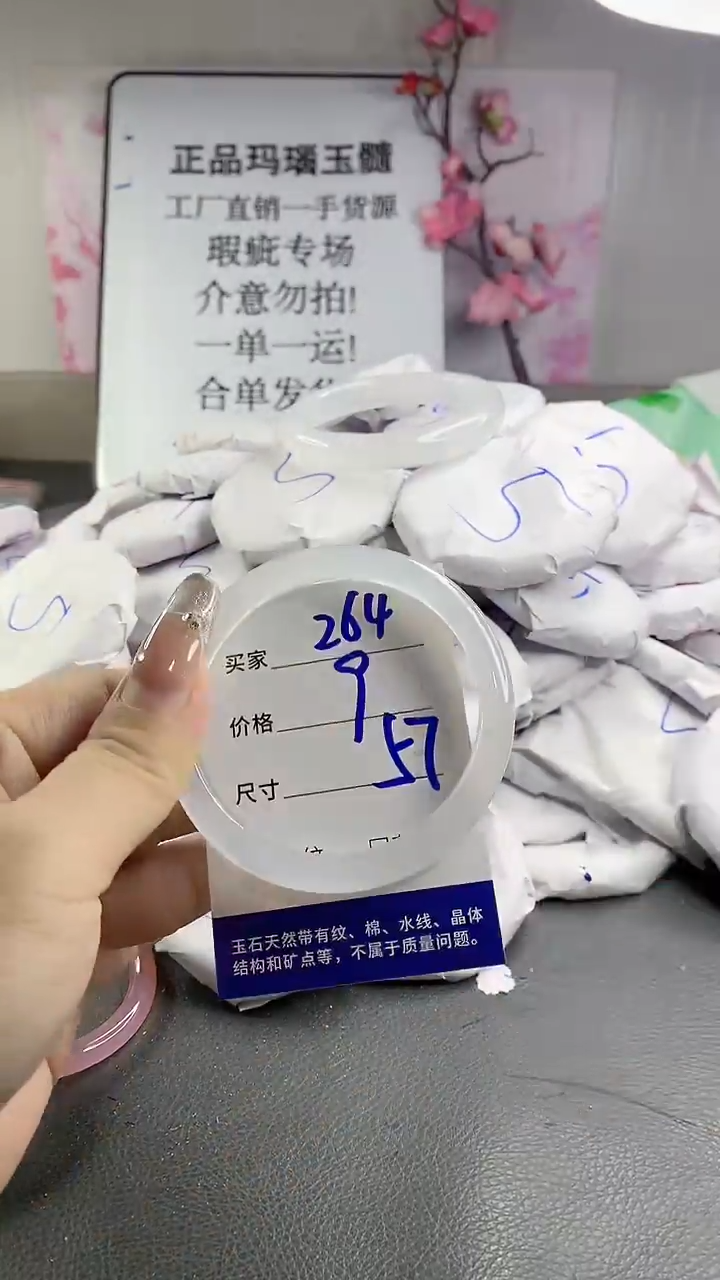 正品玛瑙玉髓
工厂直销一手货源
瑕疵专场
介意勿拍!
一单一运!
合单发
买家 264
价格 9
尺寸 57
玉石天然带有纹、棉、水线、晶体
结构和矿点等，不属于质量问题。